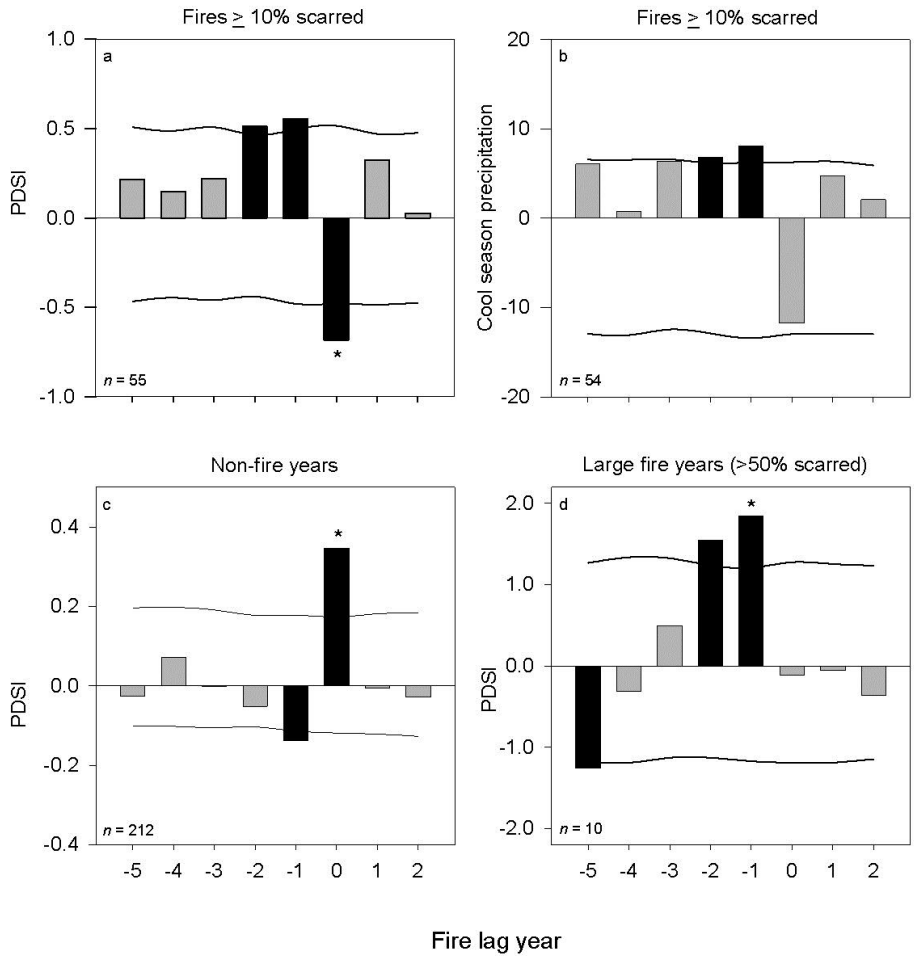 Fires ≥ 10% scarred
a
1.0
0.5
0.0
-0.5
-1.0
PDSI
*
n = 55
Fires ≥ 10% scarred
b
20
10
0
-10
-20
Cool season precipitation
n = 54
Non-fire years
c
0.4
0.2
0.0
-0.2
-0.4
PDSI
*
n = 212
-5 -4 -3 -2 -1 0 1 2
Large fire years (>50% scarred)
d
2.0
1.0
0.0
-1.0
-2.0
PDSI
*
n = 10
-5 -4 -3 -2 -1 0 1 2
Fire lag year